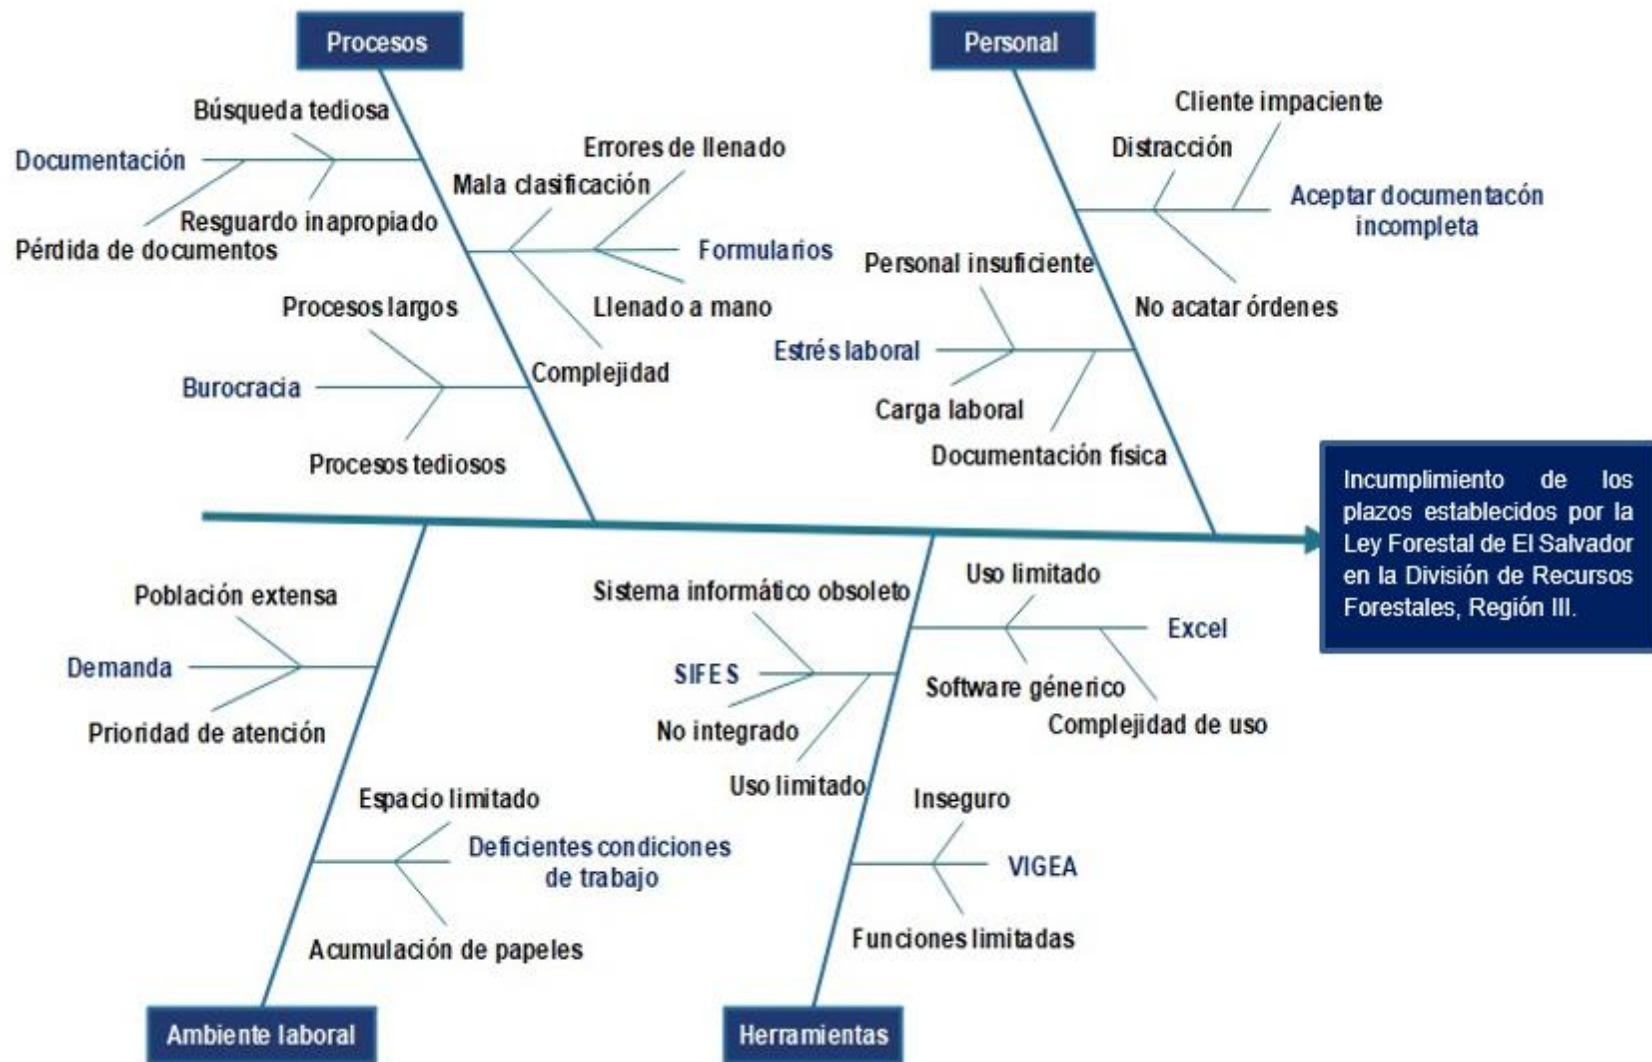 Procesos
Personal
Búsqueda tediosa
Documentación
Resguardo inapropiado
Pérdida de documentos
Errores de llenado
Mala clasificación
Formularios
Llenado a mano
Complejidad
Procesos largos
Burocracia
Procesos tediosos
Cliente impaciente
Distracción
Aceptar documentacón
incompleta
No acatar órdenes
Personal insuficiente
Estrés laboral
Carga laboral
Documentación física
Incumplimiento de los
plazos establecidos por la
Ley Forestal de El Salvador
en la División de Recursos
Forestales, Región III.
Población extensa
Demanda
Prioridad de atención
Espacio limitado
Deficientes condiciones
de trabajo
Acumulación de papeles
Sistema informático obsoleto
SIFES
No integrado
Uso limitado
Uso limitado
Excel
Software génerico
Complejidad de uso
Inseguro
VIGEA
Funciones limitadas
Ambiente laboral
Herramientas